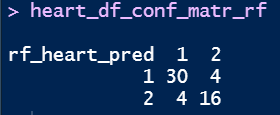 > heart_df_conf_matr_rf
rf_heart_pred 1 2
1 30 4
2 4 16